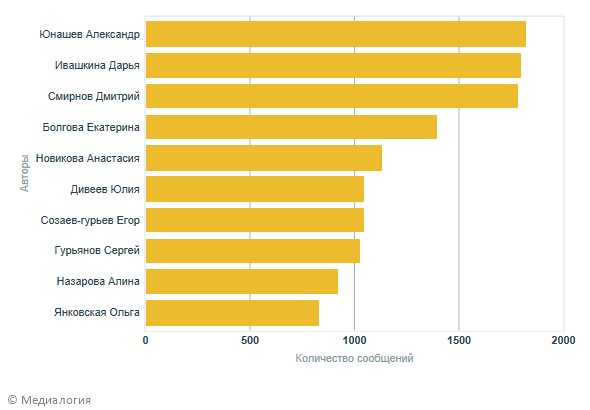 Юнашев Александр
Ивашкина Дарья
Смирнов Дмитрий
Болгова Екатерина
Новикова Анастасия
Дивеев Юлия
Созаев-гурьев Егор
Гурьянов Сергей
Назарова Алина
Янковская Ольга
Авторы
0 500 1000 1500 2000
Количество сообщений
© Медиалогия